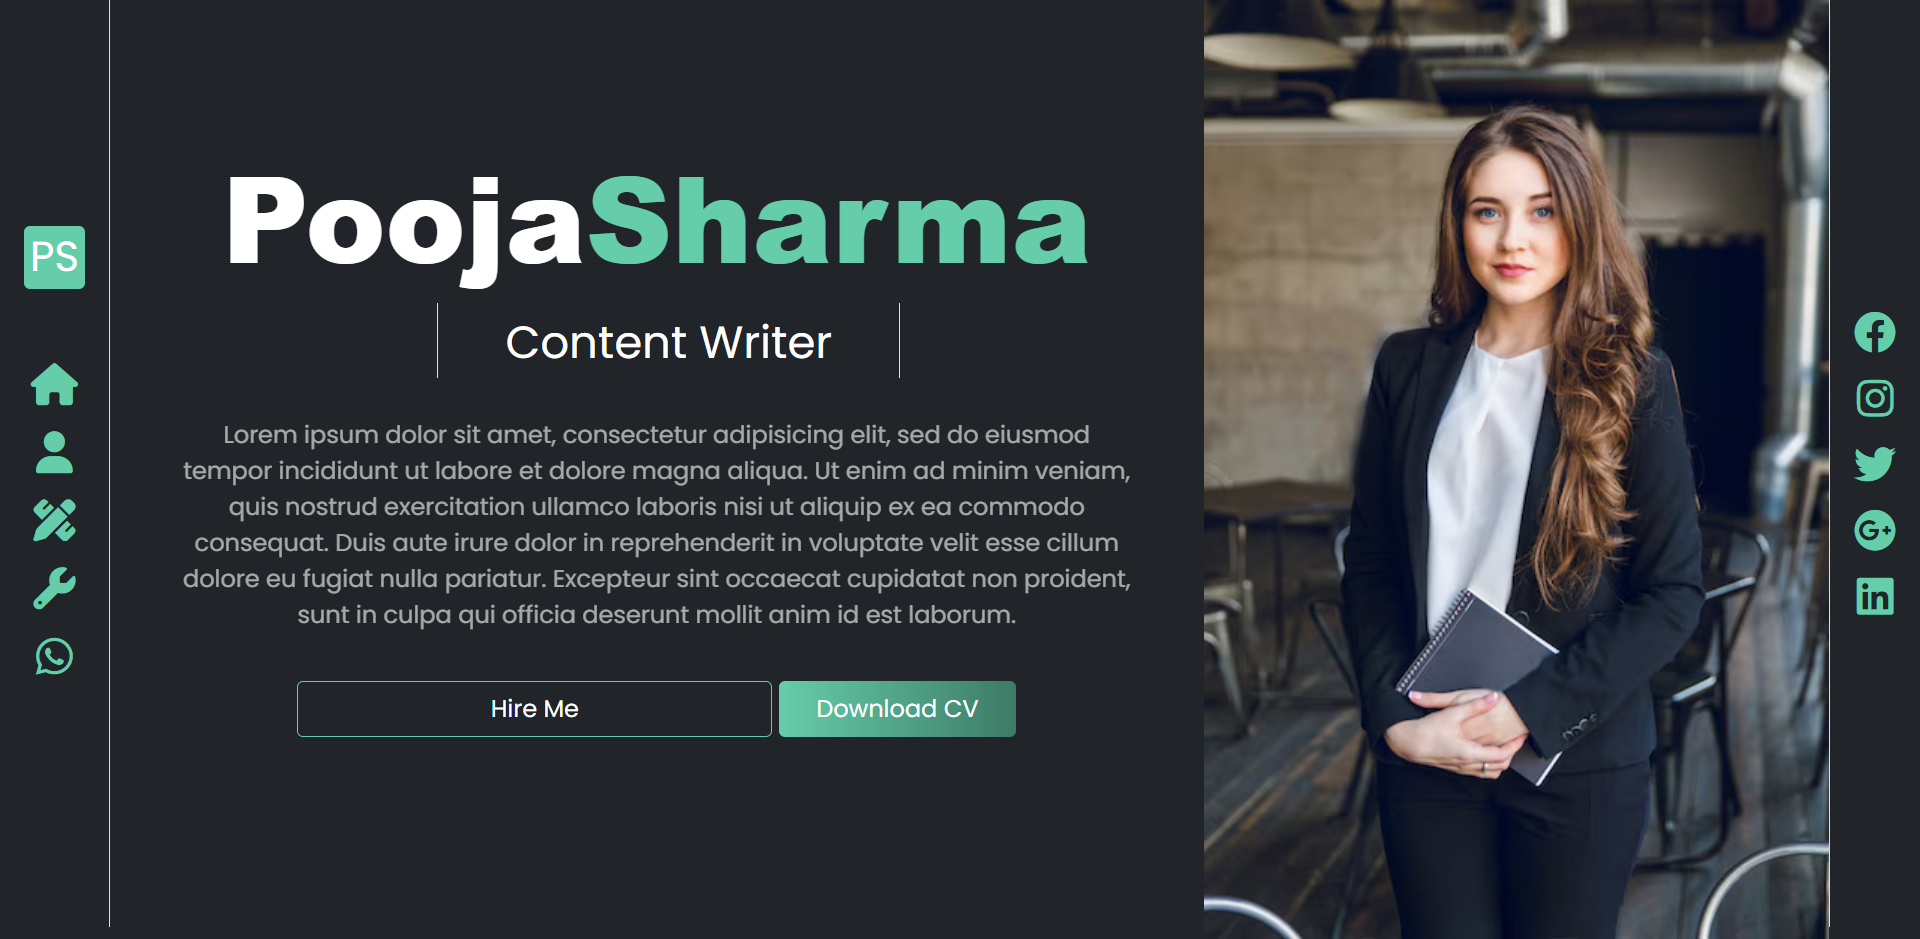 PS
PoojaSharma
Content Writer
Lorem ipsum dolor sit amet, consectetur adipisicing elit, sed do eiusmod
tempor incididunt ut labore et dolore magna aliqua. Ut enim ad minim veniam,
quis nostrud exercitation ullamco laboris nisi ut aliquip ex ea commodo
consequat. Duis aute irure dolor in reprehenderit in voluptate velit esse cillum
dolore eu fugiat nulla pariatur. Excepteur sint occaecat cupidatat non proident,
sunt in culpa qui officia deserunt mollit anim id est laborum.
Hire Me
Download CV
G+
in